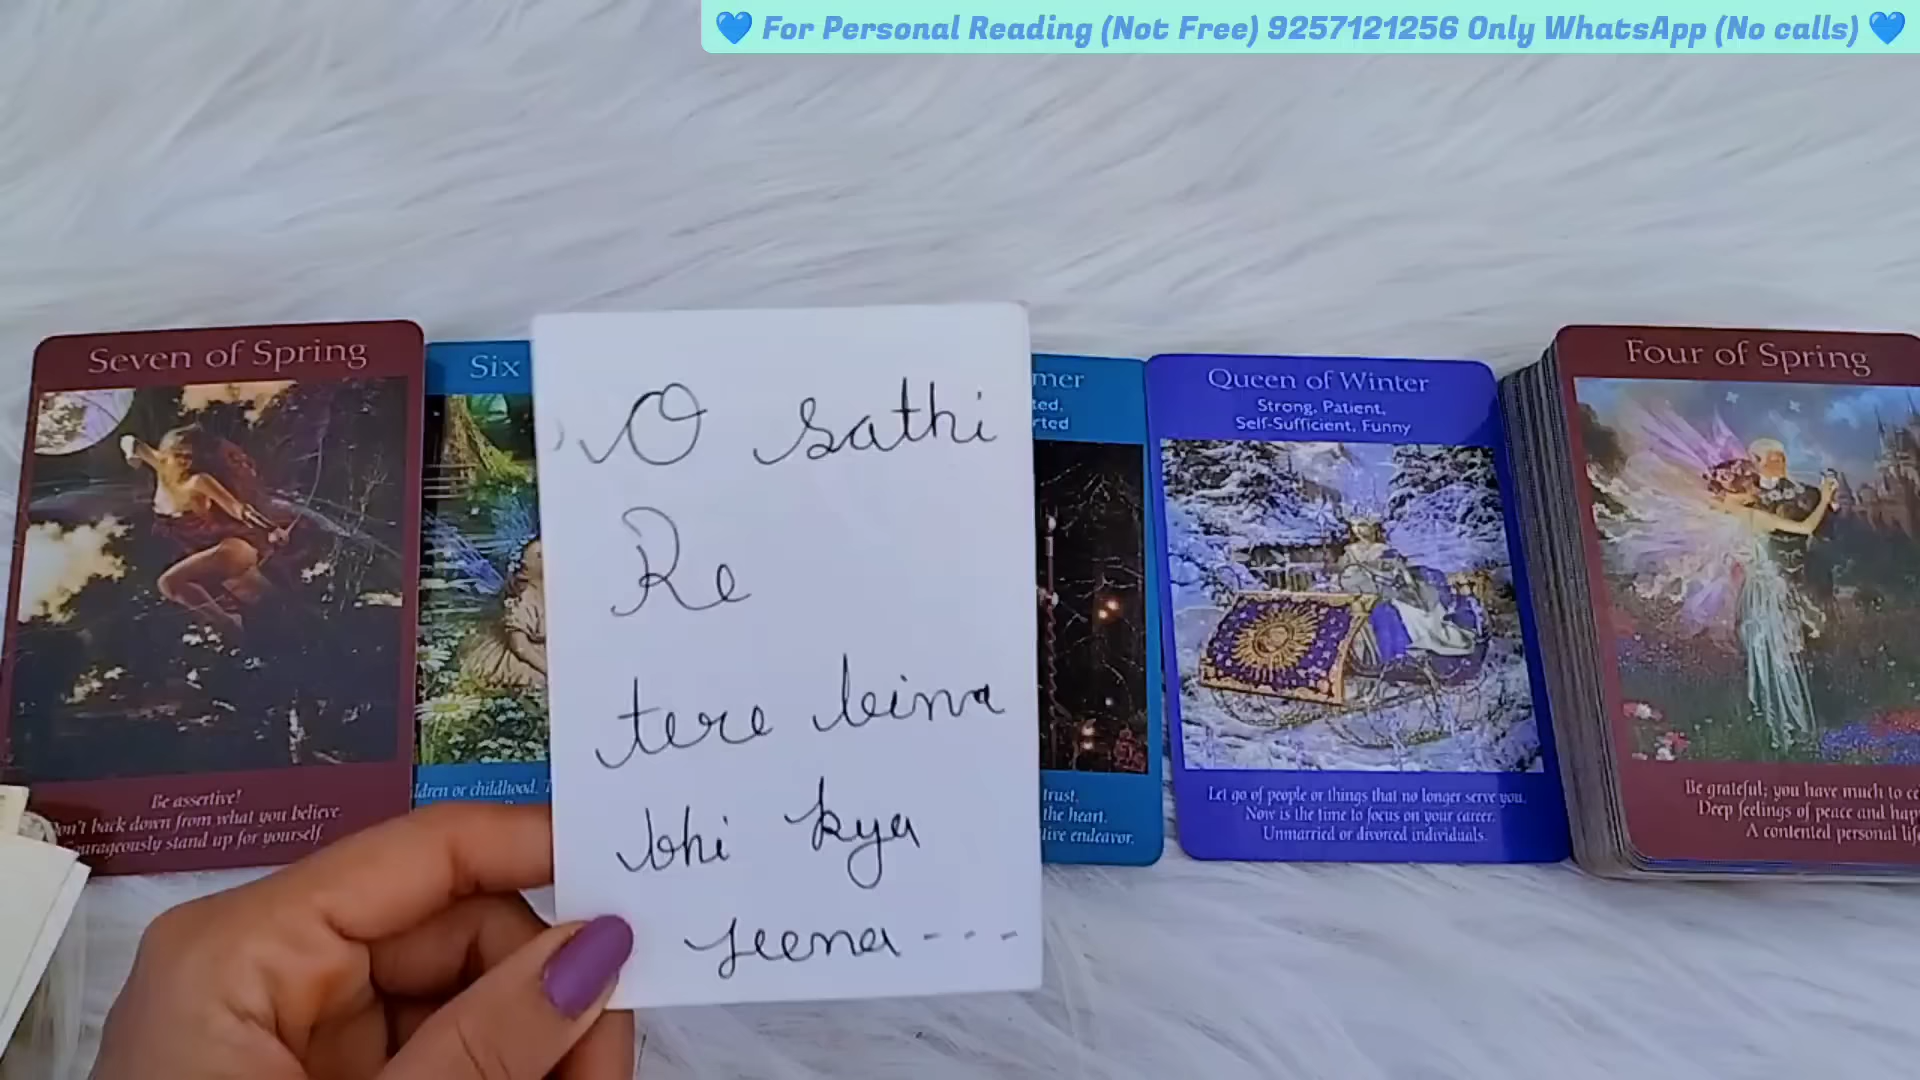 💙 For Personal Reading (Not Free) 9257121256 Only WhatsApp (No calls) 💙
Seven of Spring
Be assertive!
Don't back down from what you believe.
Courageously stand up for yourself.
Six
ldren or childhood.
O sathi
Re
tere bina
bhi kya
Jeena ---
mer
ted,
rted
trust.
the heart.
tive endeavor.
Queen of Winter
Strong, Patient,
Self-Sufficient, Funny
Let go of people or things that no longer serve you.
Now is the time to focus on your career.
Unmarried or divorced individuals.
Four of Spring
Be grateful; you have much to ce
Deep feelings of peace and hap
A contented personal lif